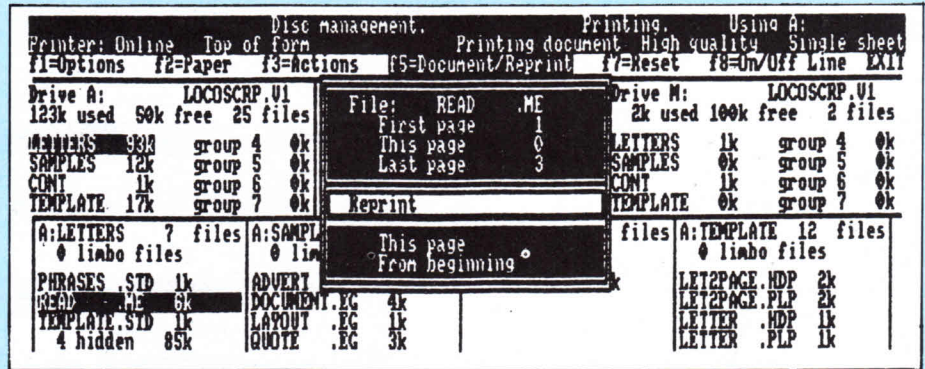 Disc management. Printing. Using A:
Printer: Online Top of form Printing document High quality Single sheet
f1=Options f2=Paper f3=Actions f5=Document/Reprint f7=Reset f8=On/Off Line EXIT
Drive A: LOCOSCRP.V1
123k used 50k free 25 files
LETTERS 93k group 4 0k
SAMPLES 12k group 5 0k
CONT 1k group 6 0k
TEMPLATE 17k group 7 0k
File: READ .ME
First page 1
This page 0
Last page 3
Reprint
This page
From beginning
Drive M: LOCOSCRP.V1
2k used 100k free 2 files
LETTERS 1k group 4 0k
SAMPLES 0k group 5 0k
CONT 1k group 6 0k
TEMPLATE 0k group 7 0k
A:LETTERS 7 files
0 limbo files
PHRASES .STD 1k
READ .ME 6k
TEMPLATE.STD 1k
4 hidden 85k
A:SAMPL
0 lim
ADVERT
DOCUMENT.EG 4k
LAYOUT .EG 1k
QUOTE .EG 3k
files
k
A:TEMPLATE 12 files
0 limbo files
LET2PAGE.HDP 2k
LET2PAGE.PLP 2k
LETTER .HDP 1k
LETTER .PLP 1k